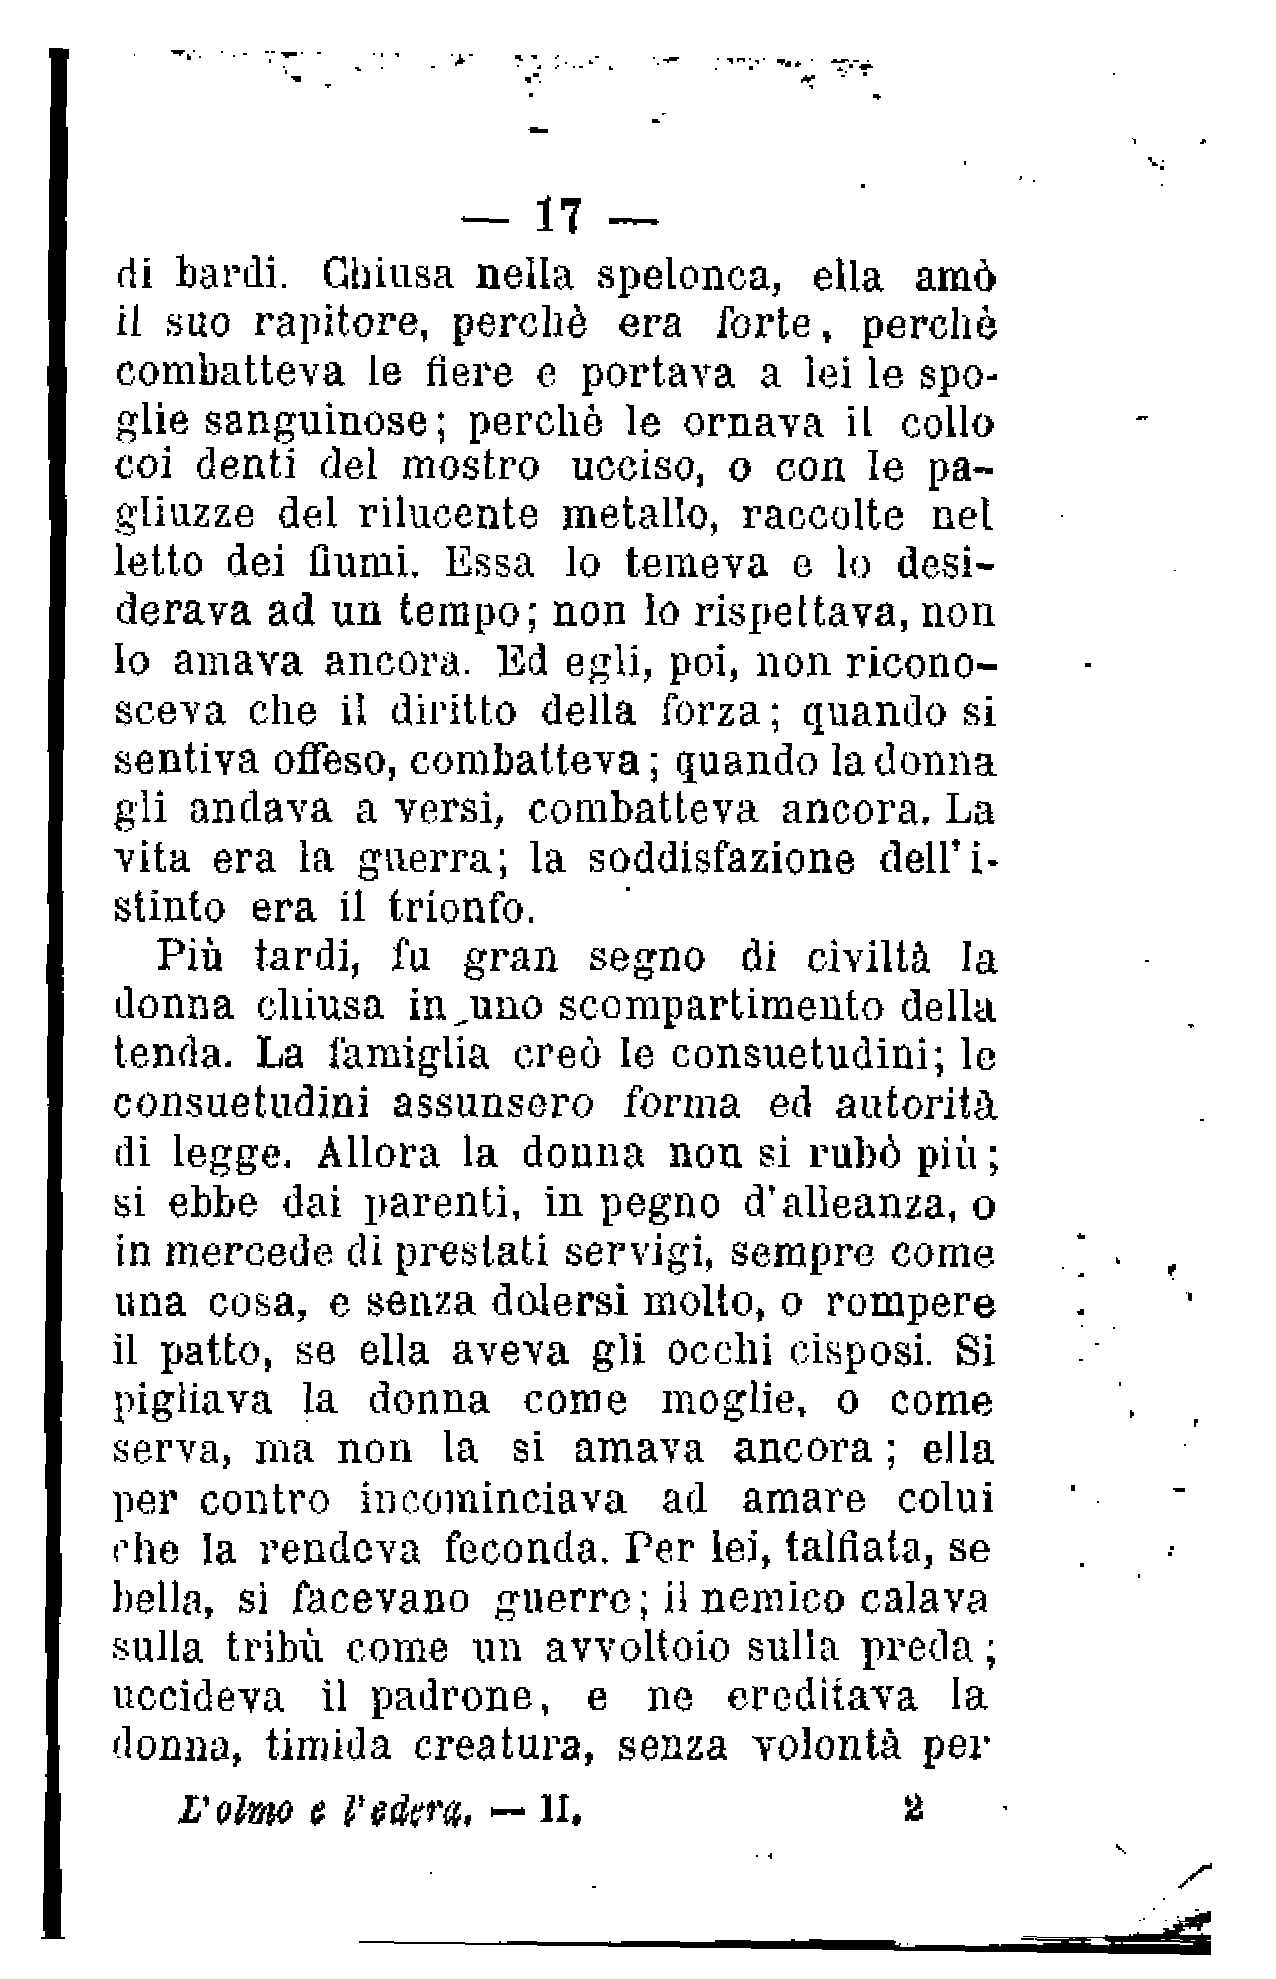 — 17 —
di bardi. Chiusa nella spelonca, ella amò
il suo rapitore, perchè era forte, perchè
combatteva le fiere e portava a lei le spo-
glie sanguinose; perchè le ornava il collo
coi denti del mostro ucciso, o con le pa-
gliuzze del rilucente metallo, raccolte nel
letto dei fiumi. Essa lo temeva e lo desi-
derava ad un tempo; non lo rispettava, non
lo amava ancora. Ed egli, poi, non ricono-
sceva che il diritto della forza; quando si
sentiva offeso, combatteva; quando la donna
gli andava a versi, combatteva ancora. La
vita era la guerra; la soddisfazione dell'i-
stinto era il trionfo.
Più tardi, fu gran segno di civiltà la
donna chiusa in uno scompartimento della
tenda. La famiglia creò le consuetudini; le
consuetudini assunsero forma ed autorità
di legge. Allora la donna non si rubò più;
si ebbe dai parenti, in pegno d'alleanza, o
in mercede di prestati servigi, sempre come
una cosa, e senza dolersi molto, o rompere
il patto, se ella aveva gli occhi cisposi. Si
pigliava la donna come moglie, o come
serva, ma non la si amava ancora; ella
per contro incominciava ad amare colui
che la rendeva feconda. Per lei, talfiata, se
bella, si facevano guerre; il nemico calava
sulla tribù come un avvoltoio sulla preda;
uccideva il padrone, e ne ereditava la
donna, timida creatura, senza volontà per
L'olmo e l'edera. — II. 2